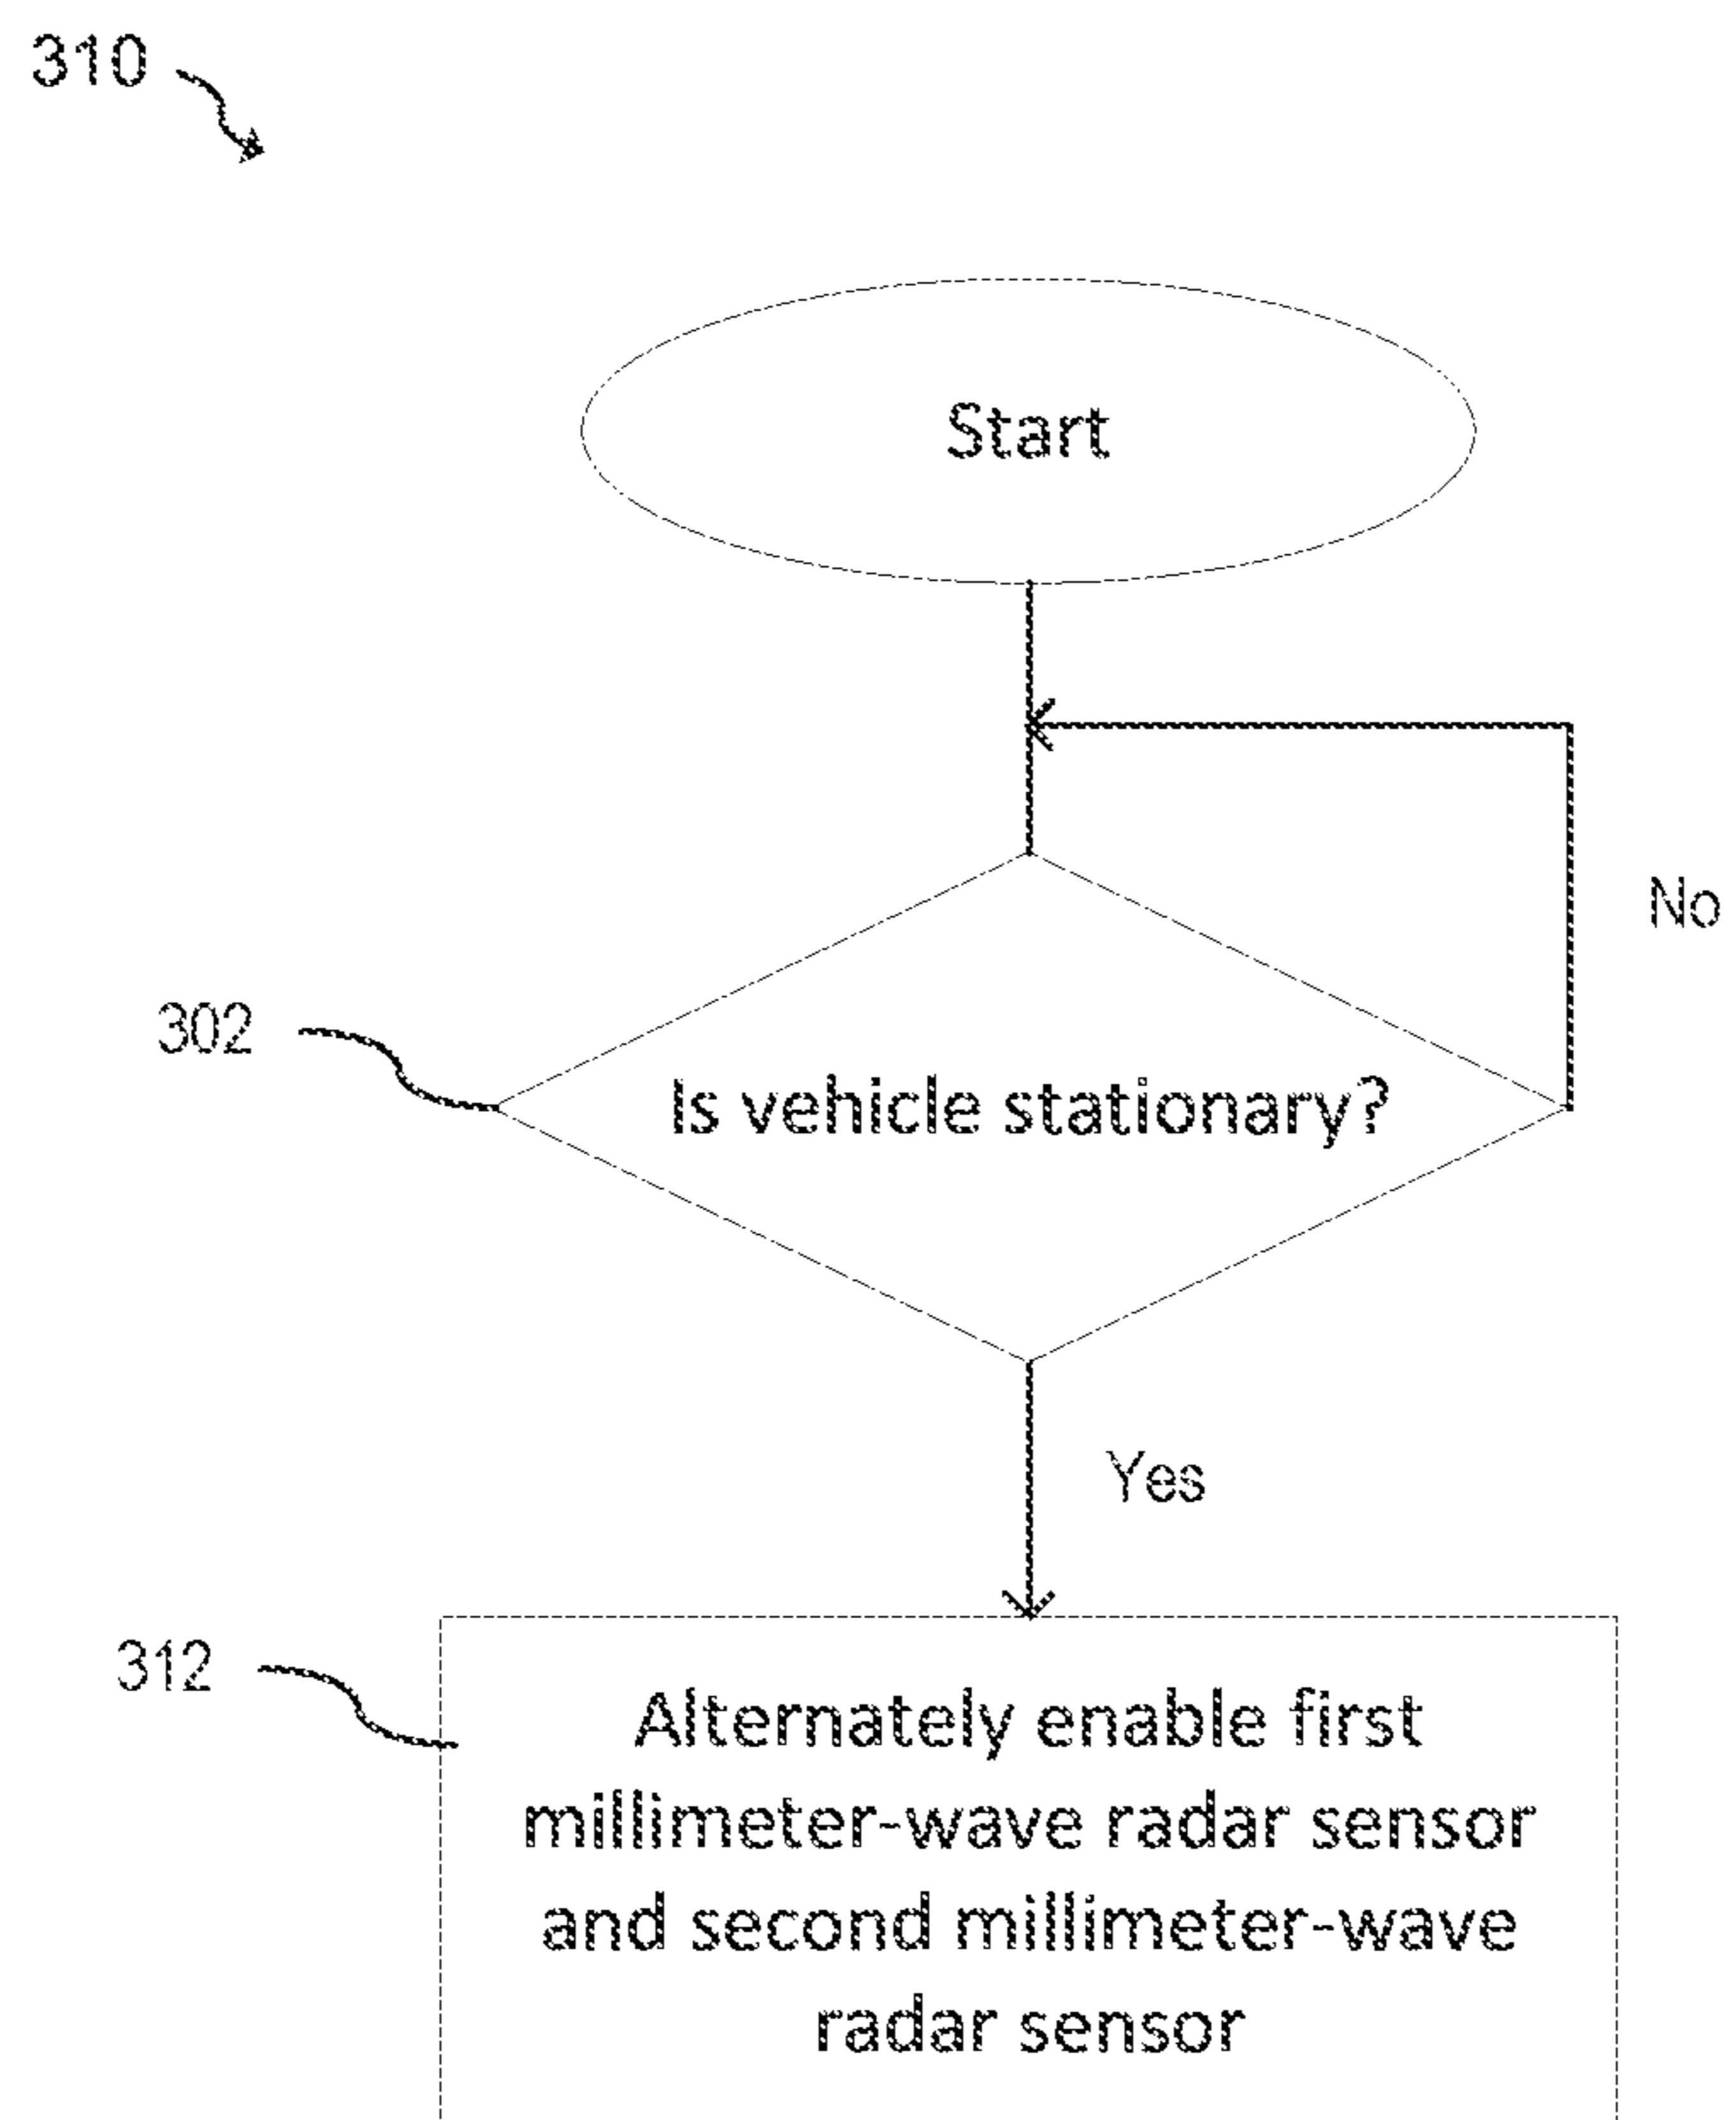 310
Start
No
302
Is vehicle stationary?
Yes
312
Alternately enable first
millimeter-wave radar sensor
and second millimeter-wave
radar sensor